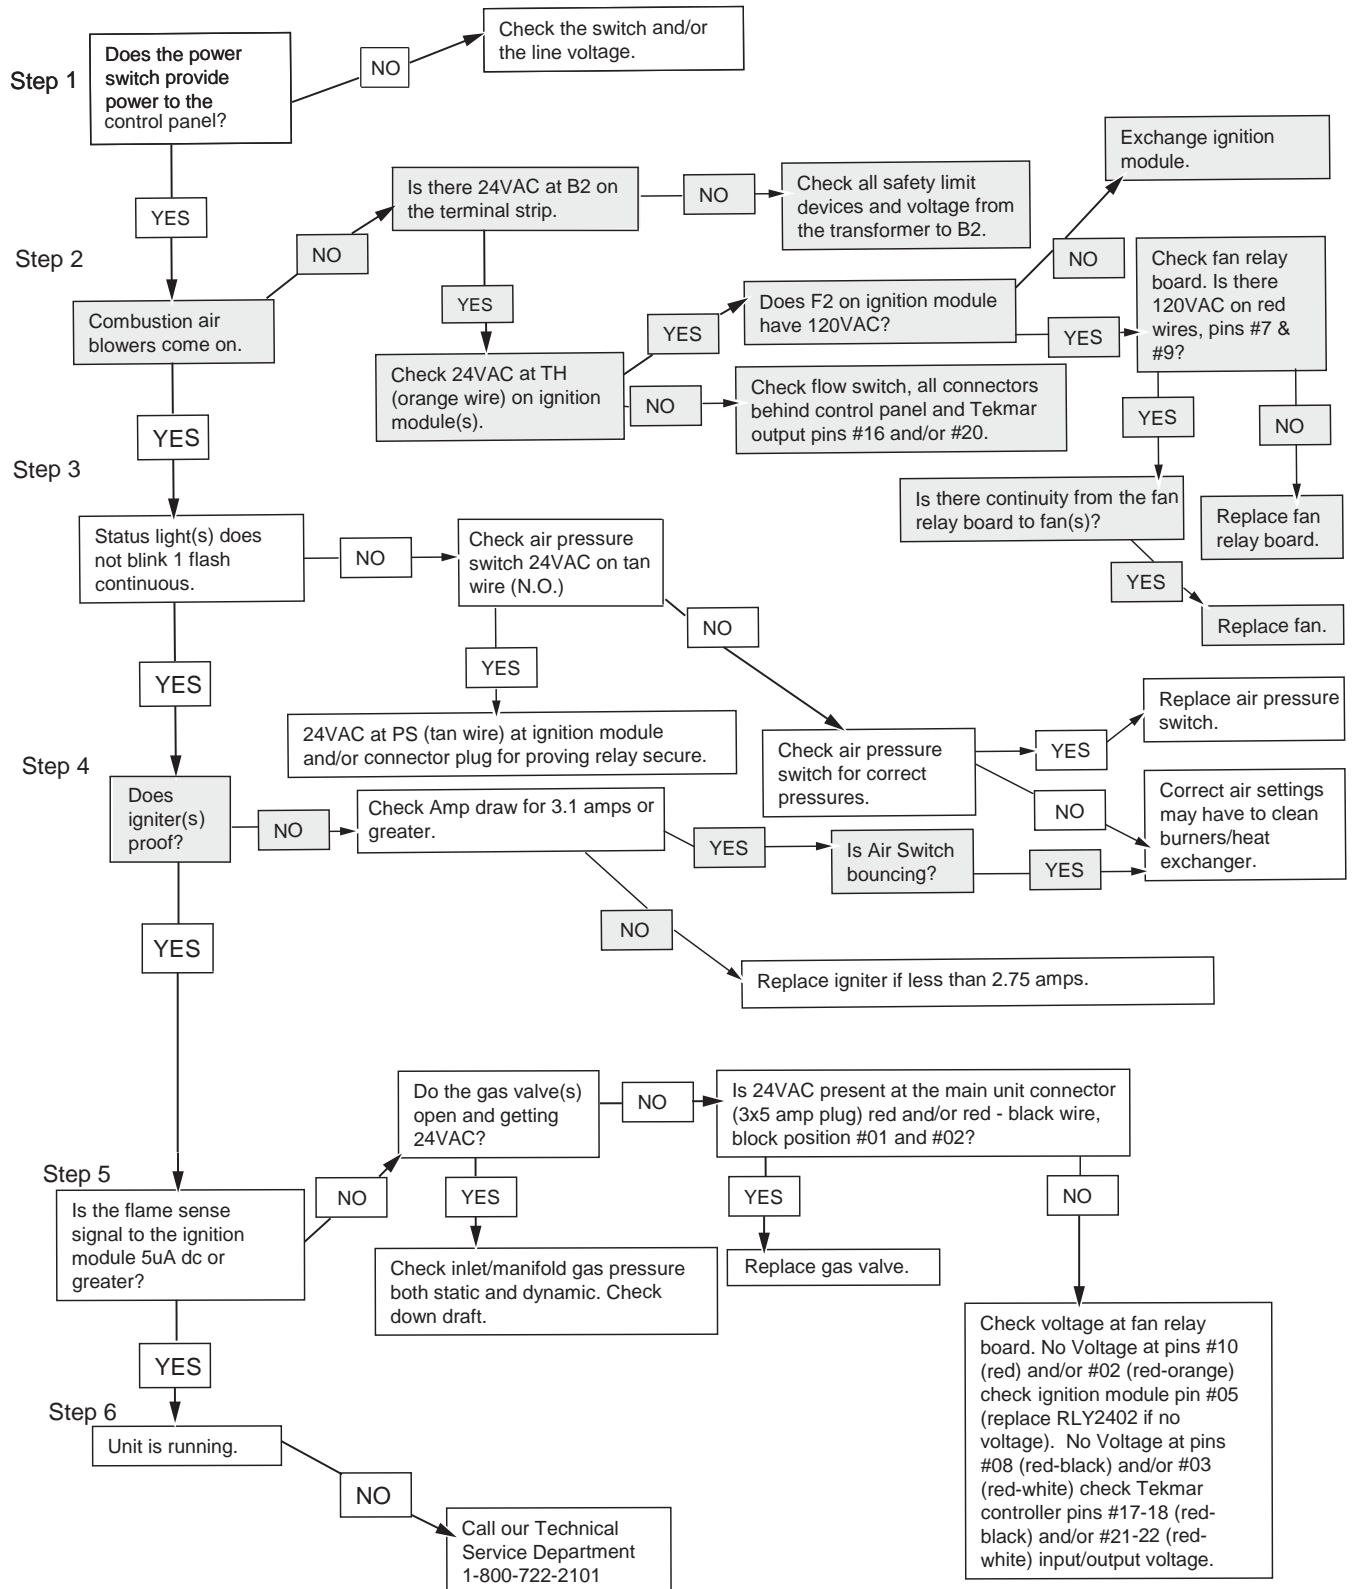 Step 1
Does the power
switch provide
power to the
control panel?
NO
Check the switch and/or
the line voltage.
YES
Step 2
Combustion air
blowers come on.
NO
Is there 24VAC at B2 on
the terminal strip.
NO
Check all safety limit
devices and voltage from
the transformer to B2.
YES
Check 24VAC at TH
(orange wire) on ignition
module(s).
YES
Does F2 on ignition module
have 120VAC?
NO
Exchange ignition
module.
YES
Check fan relay
board. Is there
120VAC on red
wires, pins #7 &
#9?
NO
Check flow switch, all connectors
behind control panel and Tekmar
output pins #16 and/or #20.
YES
NO
Is there continuity from the fan
relay board to fan(s)?
Replace fan
relay board.
YES
Replace fan.
YES
Step 3
Status light(s) does
not blink 1 flash
continuous.
NO
Check air pressure
switch 24VAC on tan
wire (N.O.)
NO
YES
24VAC at PS (tan wire) at ignition module
and/or connector plug for proving relay secure.
Check air pressure
switch for correct
pressures.
YES
Replace air pressure
switch.
NO
Correct air settings
may have to clean
burners/heat
exchanger.
YES
Step 4
Does
igniter(s)
proof?
NO
Check Amp draw for 3.1 amps or
greater.
YES
Is Air Switch
bouncing?
YES
NO
Replace igniter if less than 2.75 amps.
YES
Step 5
Is the flame sense
signal to the ignition
module 5uA dc or
greater?
NO
Do the gas valve(s)
open and getting
24VAC?
NO
Is 24VAC present at the main unit connector
(3x5 amp plug) red and/or red - black wire,
block position #01 and #02?
YES
Check inlet/manifold gas pressure
both static and dynamic. Check
down draft.
YES
Replace gas valve.
NO
Check voltage at fan relay
board. No Voltage at pins #10
(red) and/or #02 (red-orange)
check ignition module pin #05
(replace RLY2402 if no
voltage). No Voltage at pins
#08 (red-black) and/or #03
(red-white) check Tekmar
controller pins #17-18 (red-
black) and/or #21-22 (red-
white) input/output voltage.
YES
Step 6
Unit is running.
NO
Call our Technical
Service Department
1-800-722-2101